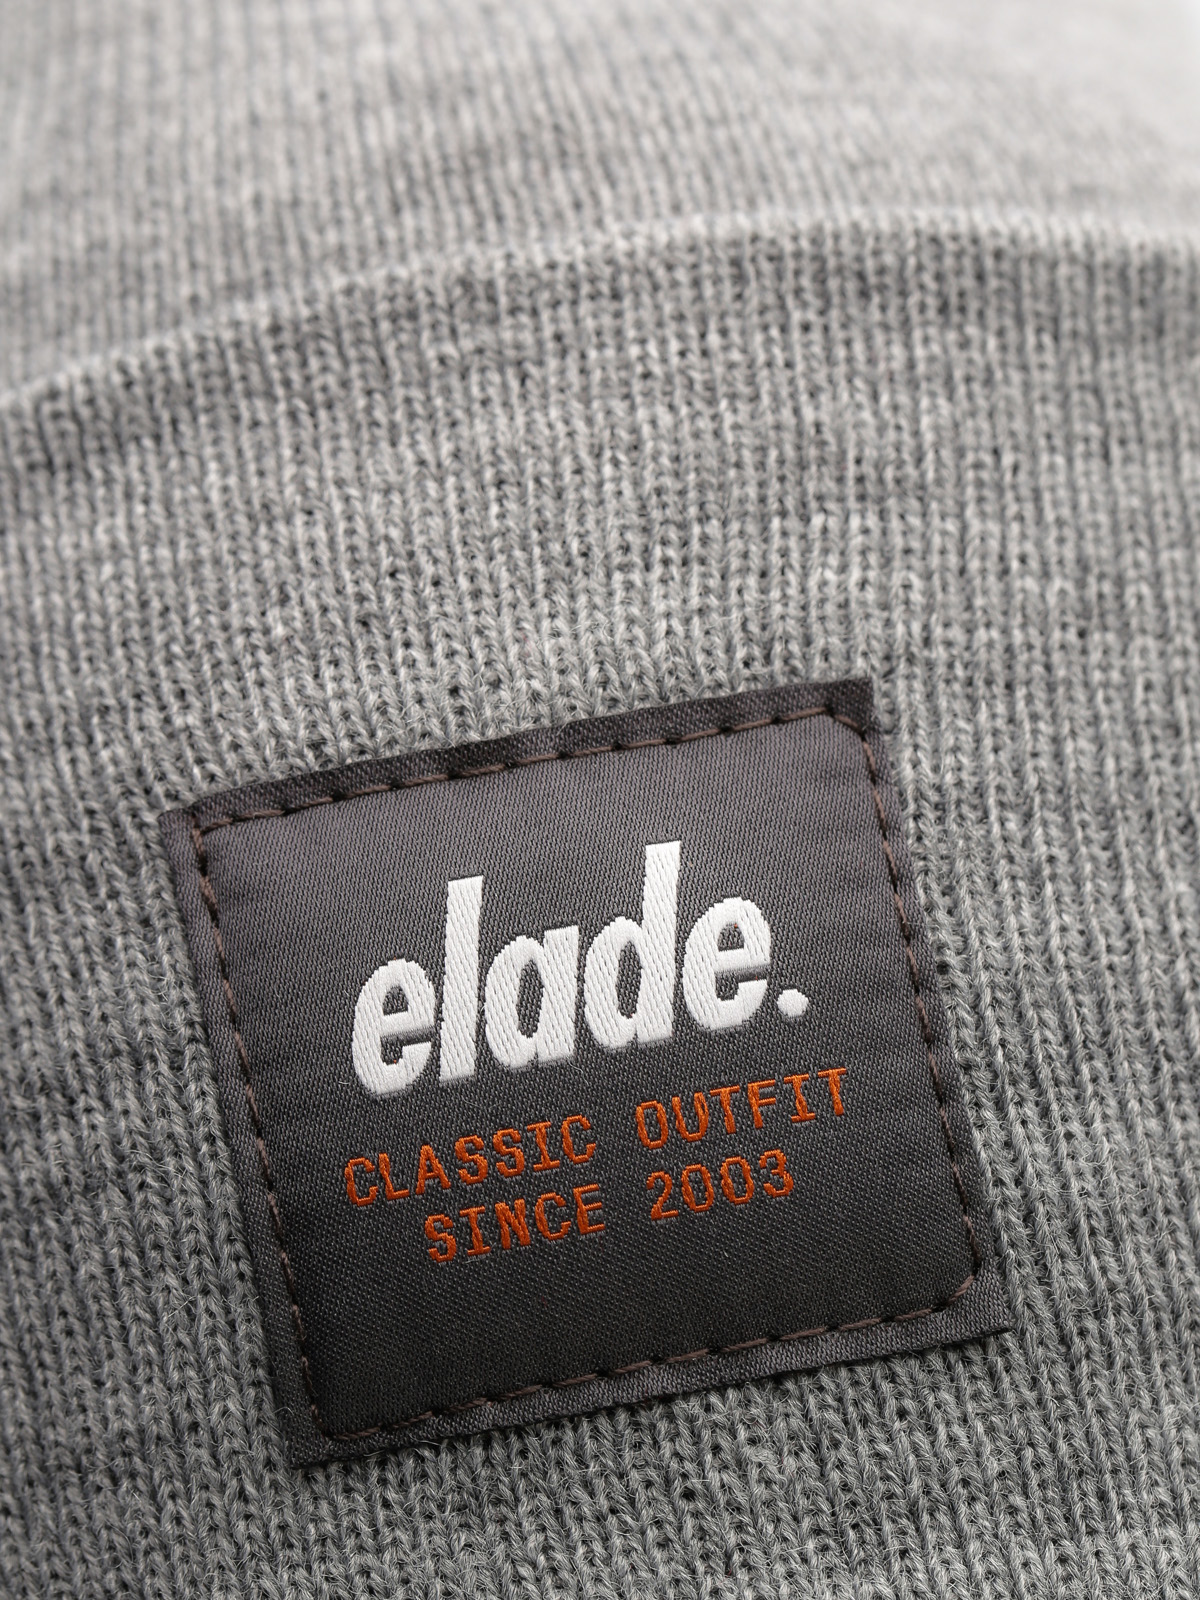 elade.
CLASSIC OUTFIT
SINCE 2003